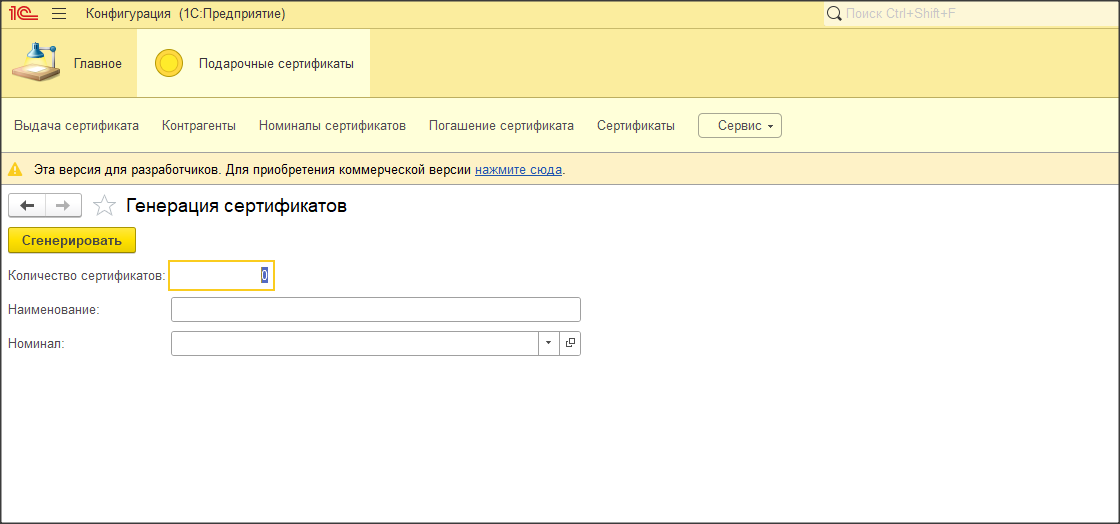 1С Конфигурация (1С:Предприятие) Поиск Ctrl+Shift+F
Главное Подарочные сертификаты
Выдача сертификата Контрагенты Номиналы сертификатов Погашение сертификата Сертификаты Сервис
Эта версия для разработчиков. Для приобретения коммерческой версии нажмите сюда.
Генерация сертификатов
Сгенерировать
Количество сертификатов: 0
Наименование:
Номинал: